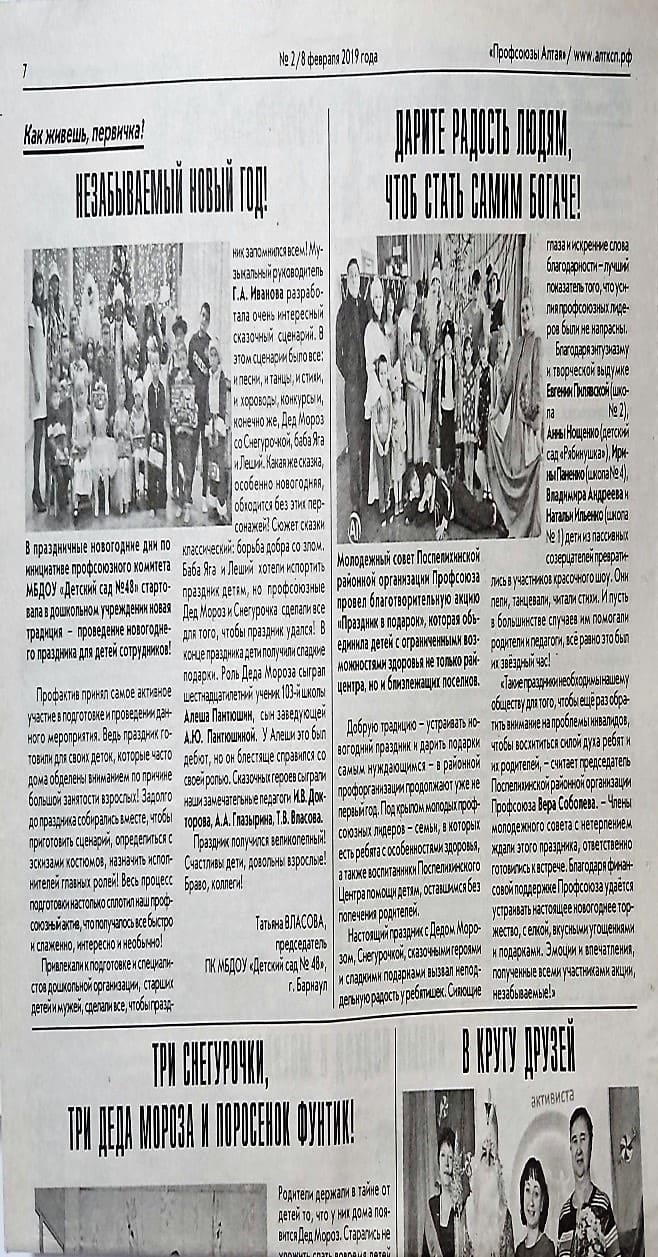 7
№ 2/8 февраля 2019 года
«Профсоюзы Алтая»/ www.алтксп.рф
Как живешь, первичка?
НЕЗАБЫВАЕМЫЙ НОВЫЙ ГОД!
В праздничные новогодние дни по
инициативе профсоюзного комитета
МБДОУ «Детский сад №48» старто-
вала в дошкольном учреждении новая
традиция – проведение новогодне-
го праздника для детей сотрудников!
Профактив принял самое активное
участие в подготовке и проведении дан-
ного мероприятия. Ведь праздник го-
товили для своих деток, которые часто
дома обделены вниманием по причине
большой занятости взрослых! Задолго
до праздника собирались вместе, чтобы
приготовить сценарий, определиться с
эскизами костюмов, назначить испол-
нителей главных ролей! Весь процесс
подготовки настолько сплотил наш проф-
союзный актив, что получалось все быстро
и слаженно, интересно и необычно!
Привлекали к подготовке и специали-
стов дошкольной организации, старших
детей и мужей, сделали все, чтобы празд-
ник запомнился всем! Му-
зыкальный руководитель
Г.А. Иванова разрабо-
тала очень интересный
сказочный сценарий. В
этом сценарии было все:
и песни, и танцы, и стихи,
и хороводы, конкурсы и,
конечно же, Дед Мороз
со Снегурочкой, баба Яга
и Леший. Какая же сказка,
особенно новогодняя,
обходится без этих пер-
сонажей? Сюжет сказки
классический: борьба добра со злом.
Баба Яга и Леший хотели испортить
праздник детям, но профсоюзные
Дед Мороз и Снегурочка сделали все
для того, чтобы праздник удался! В
конце праздника дети получили сладкие
подарки. Роль Деда Мороза сыграл
шестнадцатилетний ученик 103-й школы
Алеша Пантюшин, сын заведующей
А.Ю. Пантюшиной. У Алеши это был
дебют, но он блестяще справился со
своей ролью. Сказочных героев сыграли
наши замечательные педагоги И.В. Док-
торова, А.А. Глазырина, Т.В. Власова.
Праздник получился великолепный!
Счастливы дети, довольны взрослые!
Браво, коллеги!
Татьяна ВЛАСОВА,
председатель
ПК МБДОУ «Детский сад № 48»,
г. Барнаул
ДАРИТЕ РАДОСТЬ ЛЮДЯМ,
ЧТОБ СТАТЬ САМИМ БОГАЧЕ!
Молодежный совет Поспелихинской
районной организации Профсоюза
провел благотворительную акцию
«Праздник в подарок», которая объ-
единила детей с ограниченными воз-
можностями здоровья не только рай-
центра, но и близлежащих поселков.
Добрую традицию – устраивать но-
вогодний праздник и дарить подарки
самым нуждающимся – в районной
профорганизации продолжают уже не
первый год. Под крылом молодых проф-
союзных лидеров – семьи, в которых
есть ребята с особенностями здоровья,
а также воспитанники Поспелихинского
Центра помощи детям, оставшимся без
попечения родителей.
Настоящий праздник с Дедом Моро-
зом, Снегурочкой, сказочными героями
и сладкими подарками вызвал непод-
дельную радость у ребятишек. Сияющие
глаза и искренние слова
благодарности – лучший
показатель того, что уси-
лия профсоюзных лиде-
ров были не напрасны.
Благодаря энтузиазму
и творческой выдумке
Евгении Пилявской (шко-
ла № 2),
Анны Нощенко (детский
сад «Рябинушка»), Ири-
ны Паненко (школа № 4),
Владимира Андреева и
Натальи Ильенко (школа
№ 1) дети из пассивных
созерцателей преврати-
лись в участников красочного шоу. Они
пели, танцевали, читали стихи. И пусть
в большинстве случаев им помогали
родители и педагоги, всё равно это был
их звёздный час!
«Такие праздники необходимы нашему
обществу для того, чтобы ещё раз обра-
тить внимание на проблемы инвалидов,
чтобы восхититься силой духа ребят и
их родителей, – считает председатель
Поспелихинской районной организации
Профсоюза Вера Соболева. – Члены
молодежного совета с нетерпением
ждали этого праздника, ответственно
готовились к встрече. Благодаря финан-
совой поддержке Профсоюза удаётся
устраивать настоящее новогоднее тор-
жество, с елкой, вкусными угощениями
и подарками. Эмоции и впечатления,
полученные всеми участниками акции,
незабываемые!»
ТРИ СНЕГУРОЧКИ,
ТРИ ДЕДА МОРОЗА И ПОРОСЕНОК ФУНТИК!
Родители держали в тайне от
детей то, что у них дома поя-
вится Дед Мороз. Старались не
уложить спать вовремя детей
В КРУГУ ДРУЗЕЙ
активиста